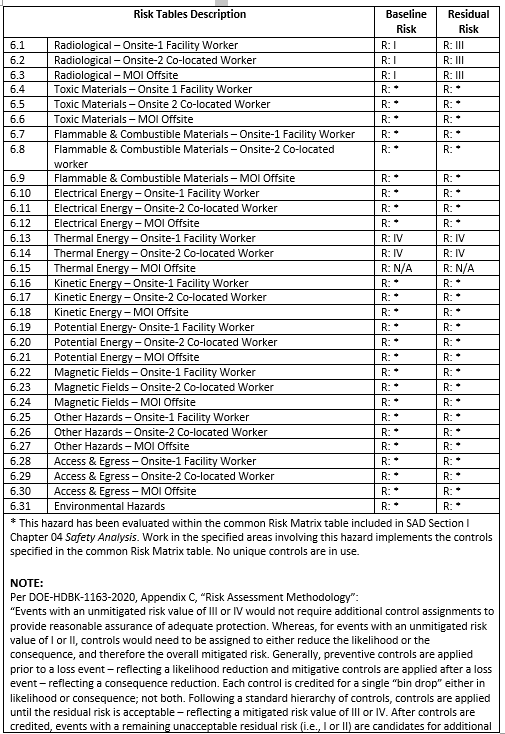 Risk Tables Description Baseline Risk Residual Risk
6.1 Radiological – Onsite-1 Facility Worker R: I R: III
6.2 Radiological – Onsite-2 Co-located Worker R: I R: III
6.3 Radiological – MOI Offsite R: I R: III
6.4 Toxic Materials – Onsite 1 Facility Worker R: * R: *
6.5 Toxic Materials – Onsite 2 Co-located Worker R: * R: *
6.6 Toxic Materials – MOI Offsite R: * R: *
6.7 Flammable & Combustible Materials – Onsite-1 Facility Worker R: * R: *
6.8 Flammable & Combustible Materials – Onsite-2 Co-located R: * R: *
worker
6.9 Flammable & Combustible Materials – MOI Offsite R: * R: *
6.10 Electrical Energy – Onsite-1 Facility Worker R: * R: *
6.11 Electrical Energy – Onsite-2 Co-located Worker R: * R: *
6.12 Electrical Energy – MOI Offsite R: * R: *
6.13 Thermal Energy – Onsite-1 Facility Worker R: IV R: IV
6.14 Thermal Energy – Onsite-2 Co-located Worker R: IV R: IV
6.15 Thermal Energy – MOI Offsite R: N/A R: N/A
6.16 Kinetic Energy – Onsite-1 Facility Worker R: * R: *
6.17 Kinetic Energy – Onsite-2 Co-located Worker R: * R: *
6.18 Kinetic Energy – MOI Offsite R: * R: *
6.19 Potential Energy- Onsite-1 Facility Worker R: * R: *
6.20 Potential Energy – Onsite-2 Co-located Worker R: * R: *
6.21 Potential Energy – MOI Offsite R: * R: *
6.22 Magnetic Fields – Onsite-1 Facility Worker R: * R: *
6.23 Magnetic Fields – Onsite-2 Co-located Worker R: * R: *
6.24 Magnetic Fields – MOI Offsite R: * R: *
6.25 Other Hazards – Onsite-1 Facility Worker R: * R: *
6.26 Other Hazards – Onsite-2 Co-located Worker R: * R: *
6.27 Other Hazards – MOI Offsite R: * R: *
6.28 Access & Egress – Onsite-1 Facility Worker R: * R: *
6.29 Access & Egress – Onsite-2 Co-located Worker R: * R: *
6.30 Access & Egress – MOI Offsite R: * R: *
6.31 Environmental Hazards R: * R: *
* This hazard has been evaluated within the common Risk Matrix table included in SAD Section I
Chapter 04 Safety Analysis. Work in the specified areas involving this hazard implements the controls
specified in the common Risk Matrix table. No unique controls are in use.
NOTE:
Per DOE-HDBK-1163-2020, Appendix C, “Risk Assessment Methodology”:
“Events with an unmitigated risk value of III or IV would not require additional control assignments to
provide reasonable assurance of adequate protection. Whereas, for events with an unmitigated risk
value of I or II, controls would need to be assigned to either reduce the likelihood or the
consequence, and therefore the overall mitigated risk. Generally, preventive controls are applied
prior to a loss event – reflecting a likelihood reduction and mitigative controls are applied after a loss
event – reflecting a consequence reduction. Each control is credited for a single “bin drop” either in
likelihood or consequence; not both. Following a standard hierarchy of controls, controls are applied
until the residual risk is acceptable – reflecting a mitigated risk value of III or IV. After controls are
credited, events with a remaining unacceptable residual risk (i.e., I or II) are candidates for additional